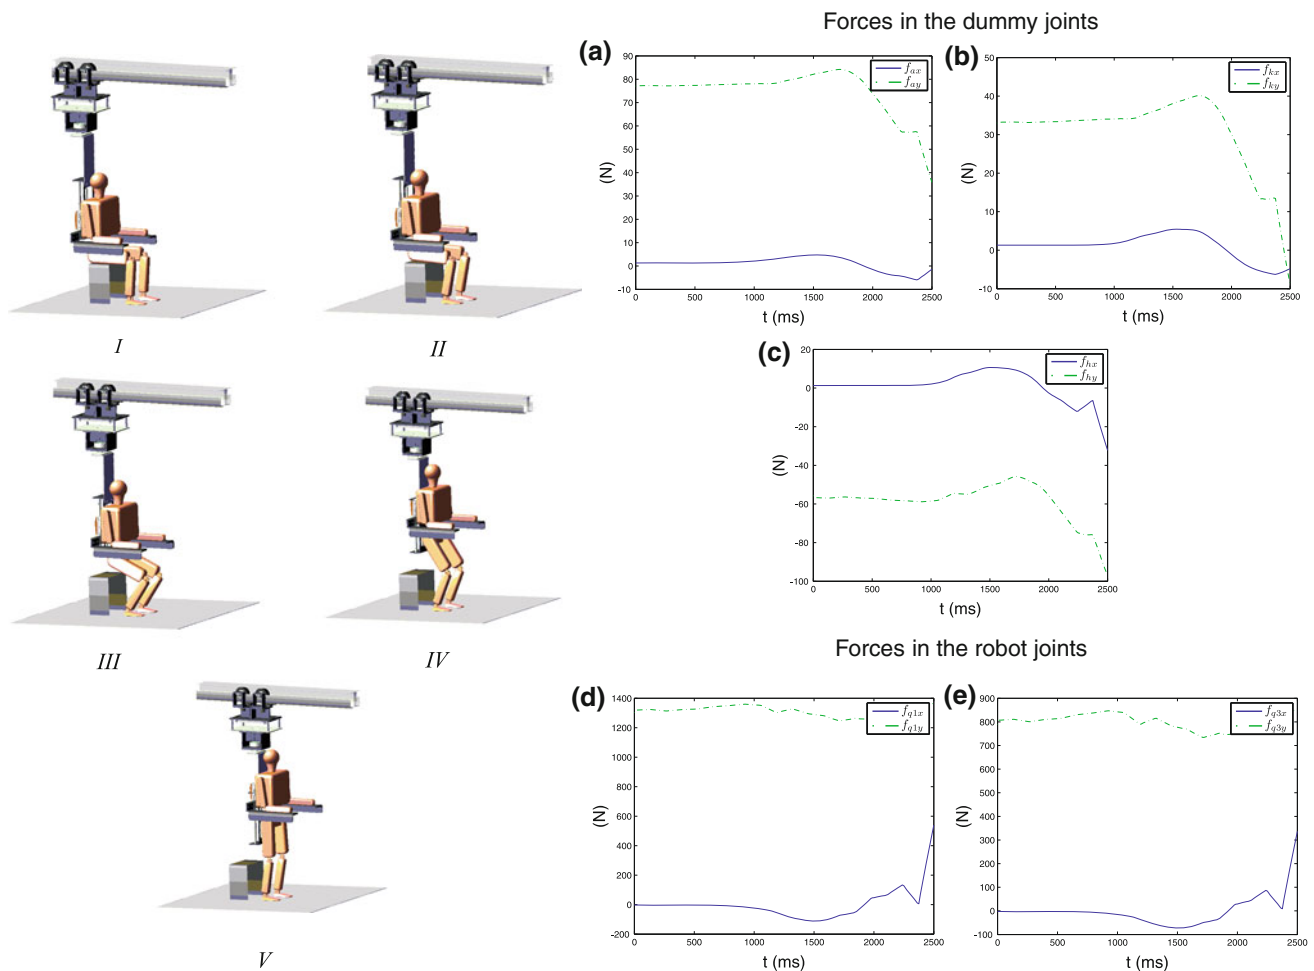 Forces in the dummy joints
(a)
90
80
70
60
50
40
30
20
10
0
-10
(N)
0 500 1000 1500 2000 2500
t (ms)
f_ax
f_ay
(b)
50
40
30
20
10
0
-10
(N)
0 500 1000 1500 2000 2500
t (ms)
f_kx
f_ky
(c)
20
0
-20
-40
-60
-80
-100
(N)
0 500 1000 1500 2000 2500
t (ms)
f_hx
f_hy
I
II
III
IV
V
Forces in the robot joints
(d)
1400
1200
1000
800
600
400
200
0
-200
(N)
0 500 1000 1500 2000 2500
t (ms)
f_q1x
f_q1y
(e)
900
800
700
600
500
400
300
200
100
0
-100
(N)
0 500 1000 1500 2000 2500
t (ms)
f_q3x
f_q3y